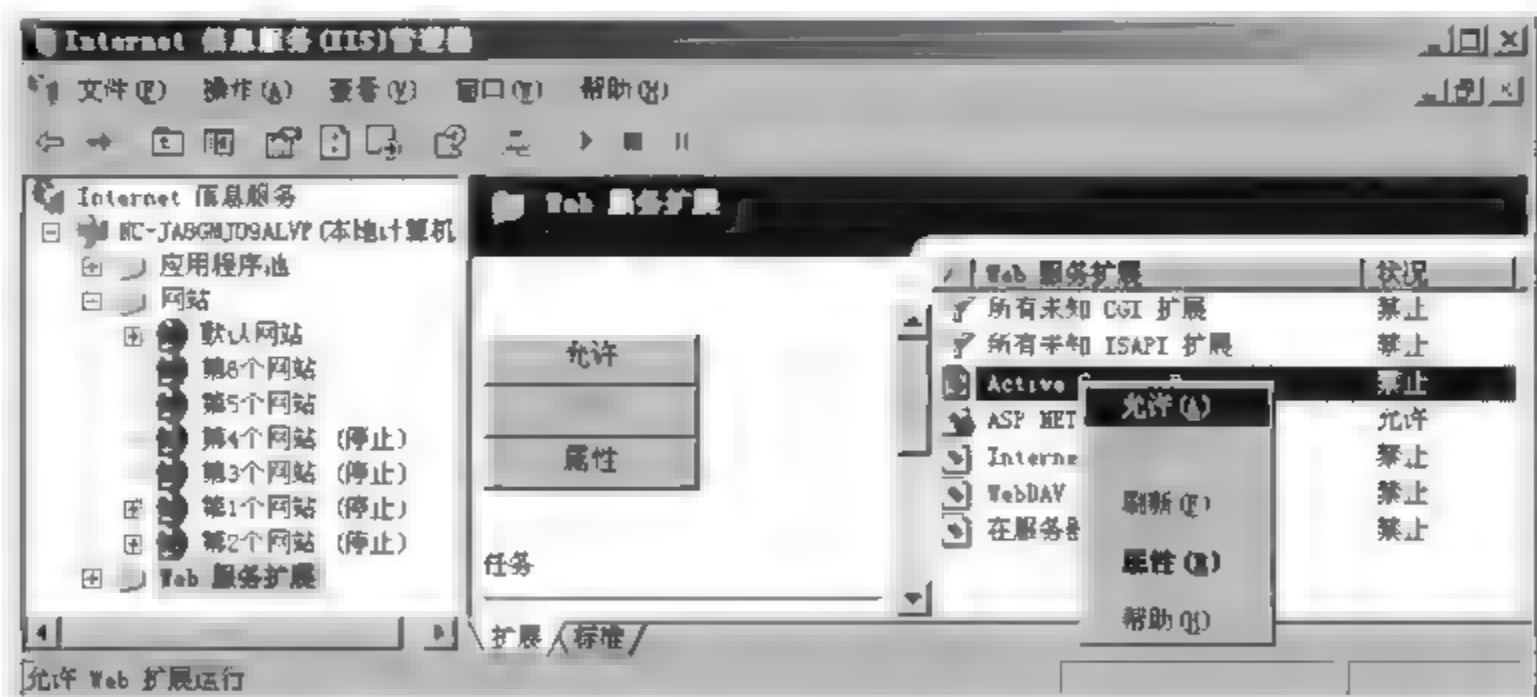 Internet 信息服务(IIS)管理器
文件(F) 操作(A) 查看(V) 窗口(W) 帮助(H)
Internet 信息服务
(本地计算机
应用程序池
网站
默认网站
第6个网站
第5个网站
第4个网站 (停止)
第3个网站 (停止)
第1个网站 (停止)
第2个网站 (停止)
Web 服务扩展
Web 服务扩展
允许
属性
任务
扩展 标准
Web 服务扩展 状况
所有未知 CGI 扩展 禁止
所有未知 ISAPI 扩展 禁止
Active 禁止
ASP NET 允许
Interne 禁止
WebDAV 禁止
在服务器 禁止
允许(A)
刷新(F)
属性(R)
帮助(H)
允许 Web 扩展运行